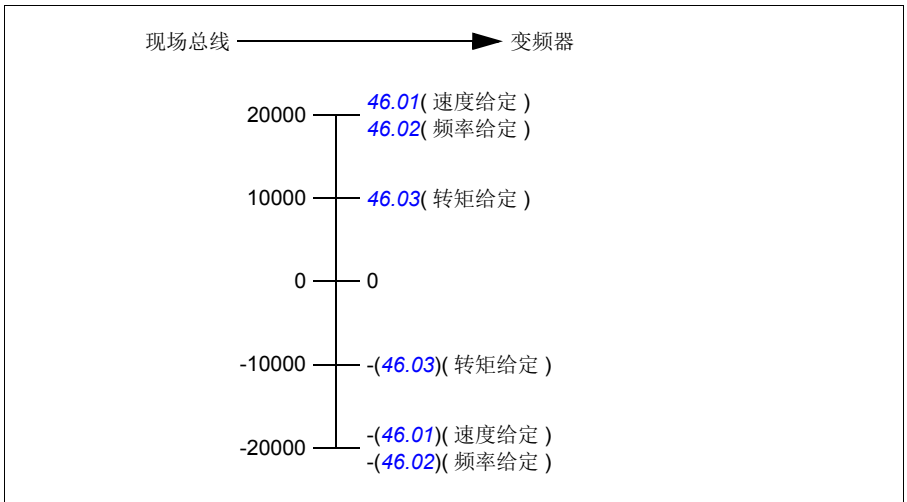 现场总线 变频器
46.01( 速度给定 )
20000
46.02( 频率给定 )
10000 46.03( 转矩给定 )
0 0
-10000 -(46.03)( 转矩给定 )
-(46.01)( 速度给定 )
-20000
-(46.02)( 频率给定 )